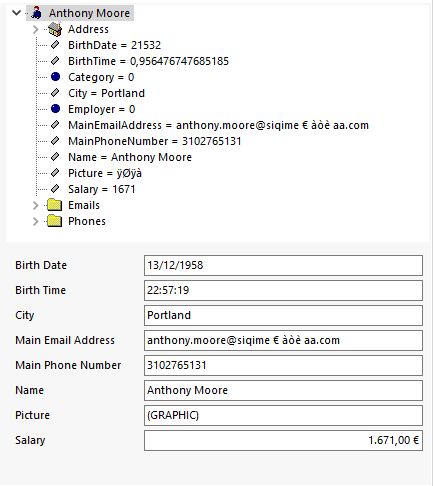 Anthony Moore
Address
BirthDate = 21532
BirthTime = 0,956476747685185
Category = 0
City = Portland
Employer = 0
MainEmailAddress = anthony.moore@siqime € àòè aa.com
MainPhoneNumber = 3102765131
Name = Anthony Moore
Picture = ÿØÿà
Salary = 1671
Emails
Phones
Birth Date 13/12/1958
Birth Time 22:57:19
City Portland
Main Email Address anthony.moore@siqime € àòè aa.com
Main Phone Number 3102765131
Name Anthony Moore
Picture (GRAPHIC)
Salary 1.671,00 €